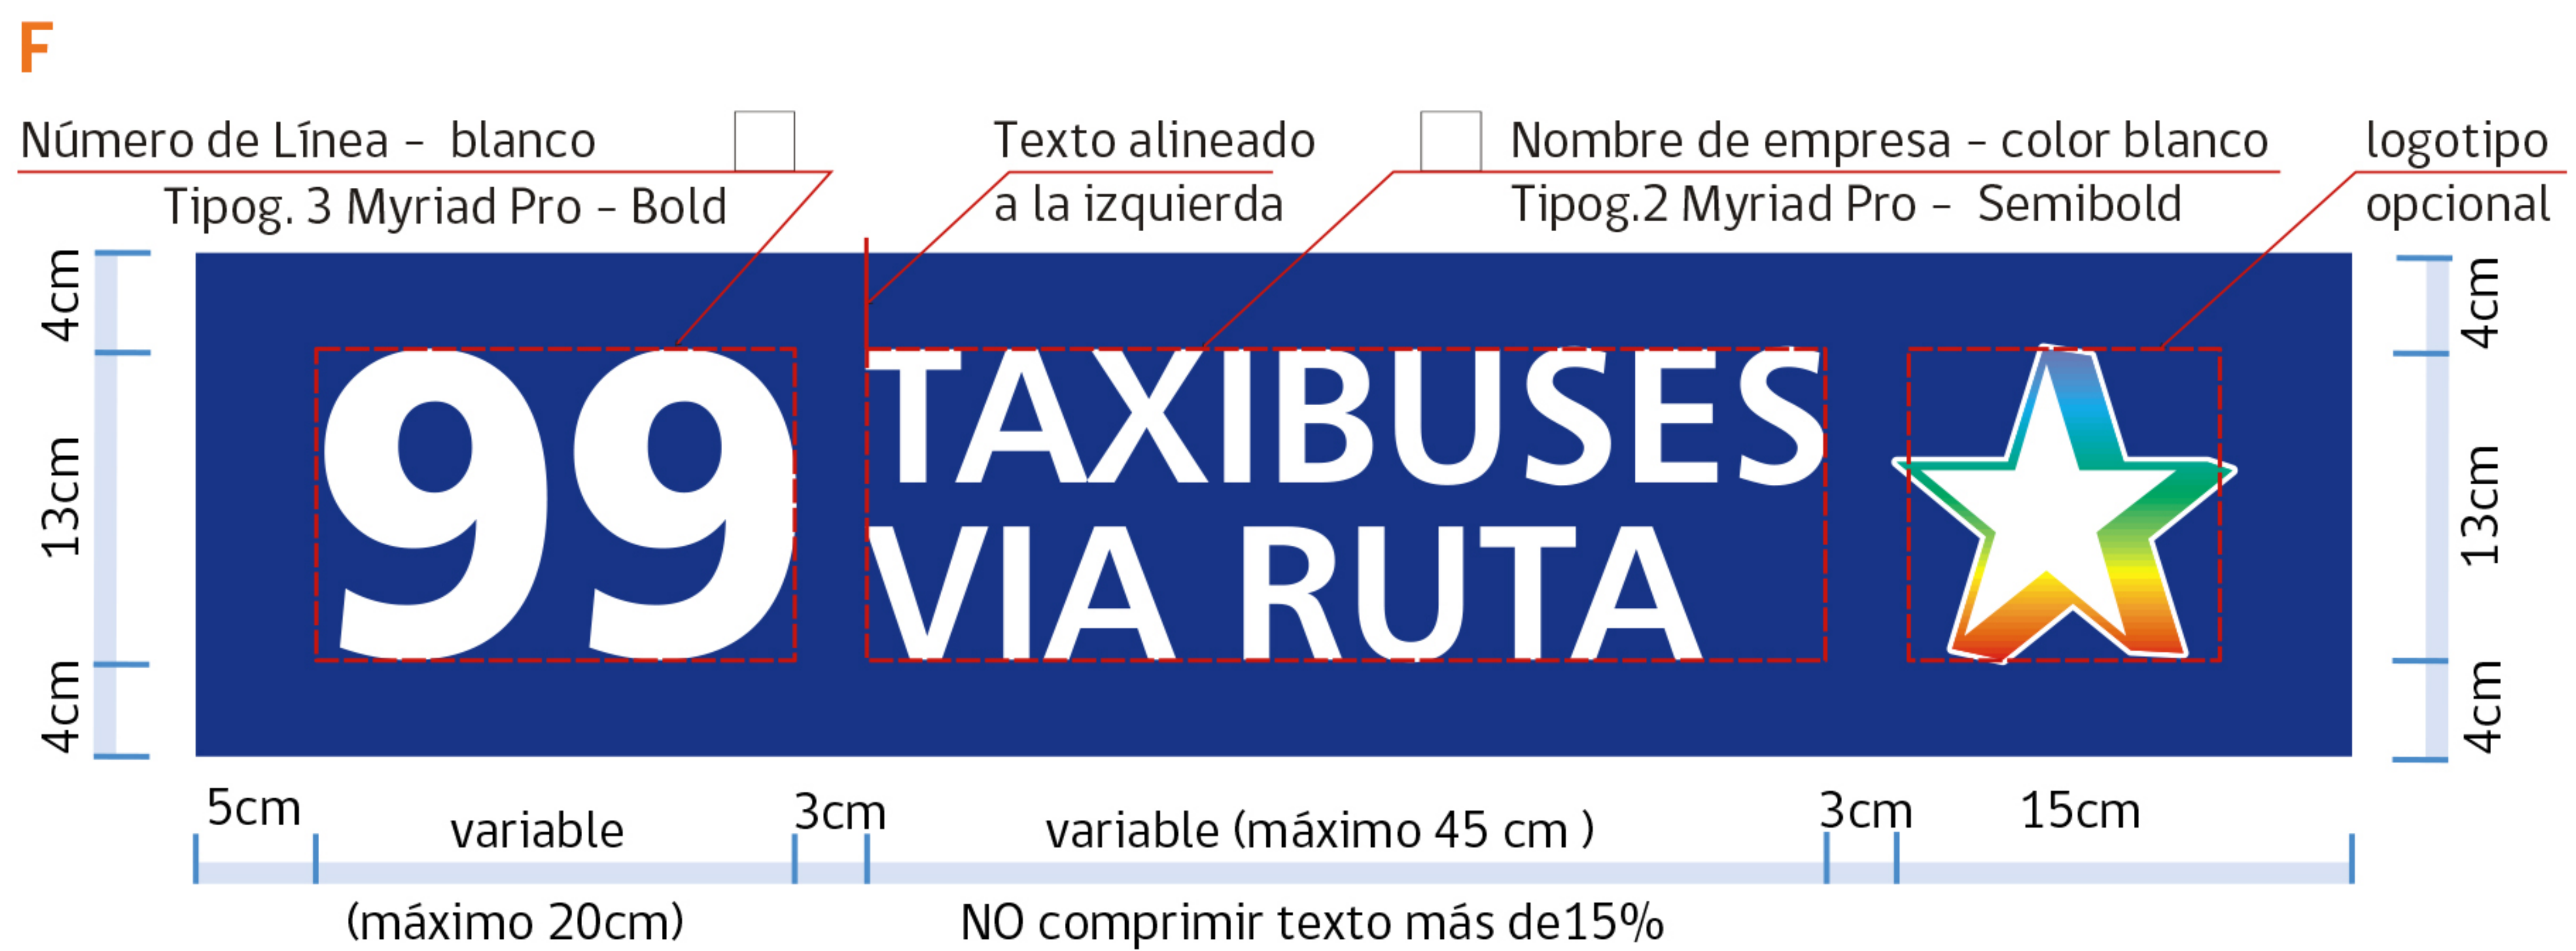 F
Número de Línea - blanco
Tipog. 3 Myriad Pro - Bold
Texto alineado
a la izquierda
Nombre de empresa - color blanco
Tipog.2 Myriad Pro - Semibold
logotipo
opcional
4cm
13cm
4cm
99
TAXIBUSES
VIA RUTA
4cm
13cm
4cm
5cm
variable
(máximo 20cm)
3cm
variable (máximo 45 cm )
NO comprimir texto más de15%
3cm
15cm